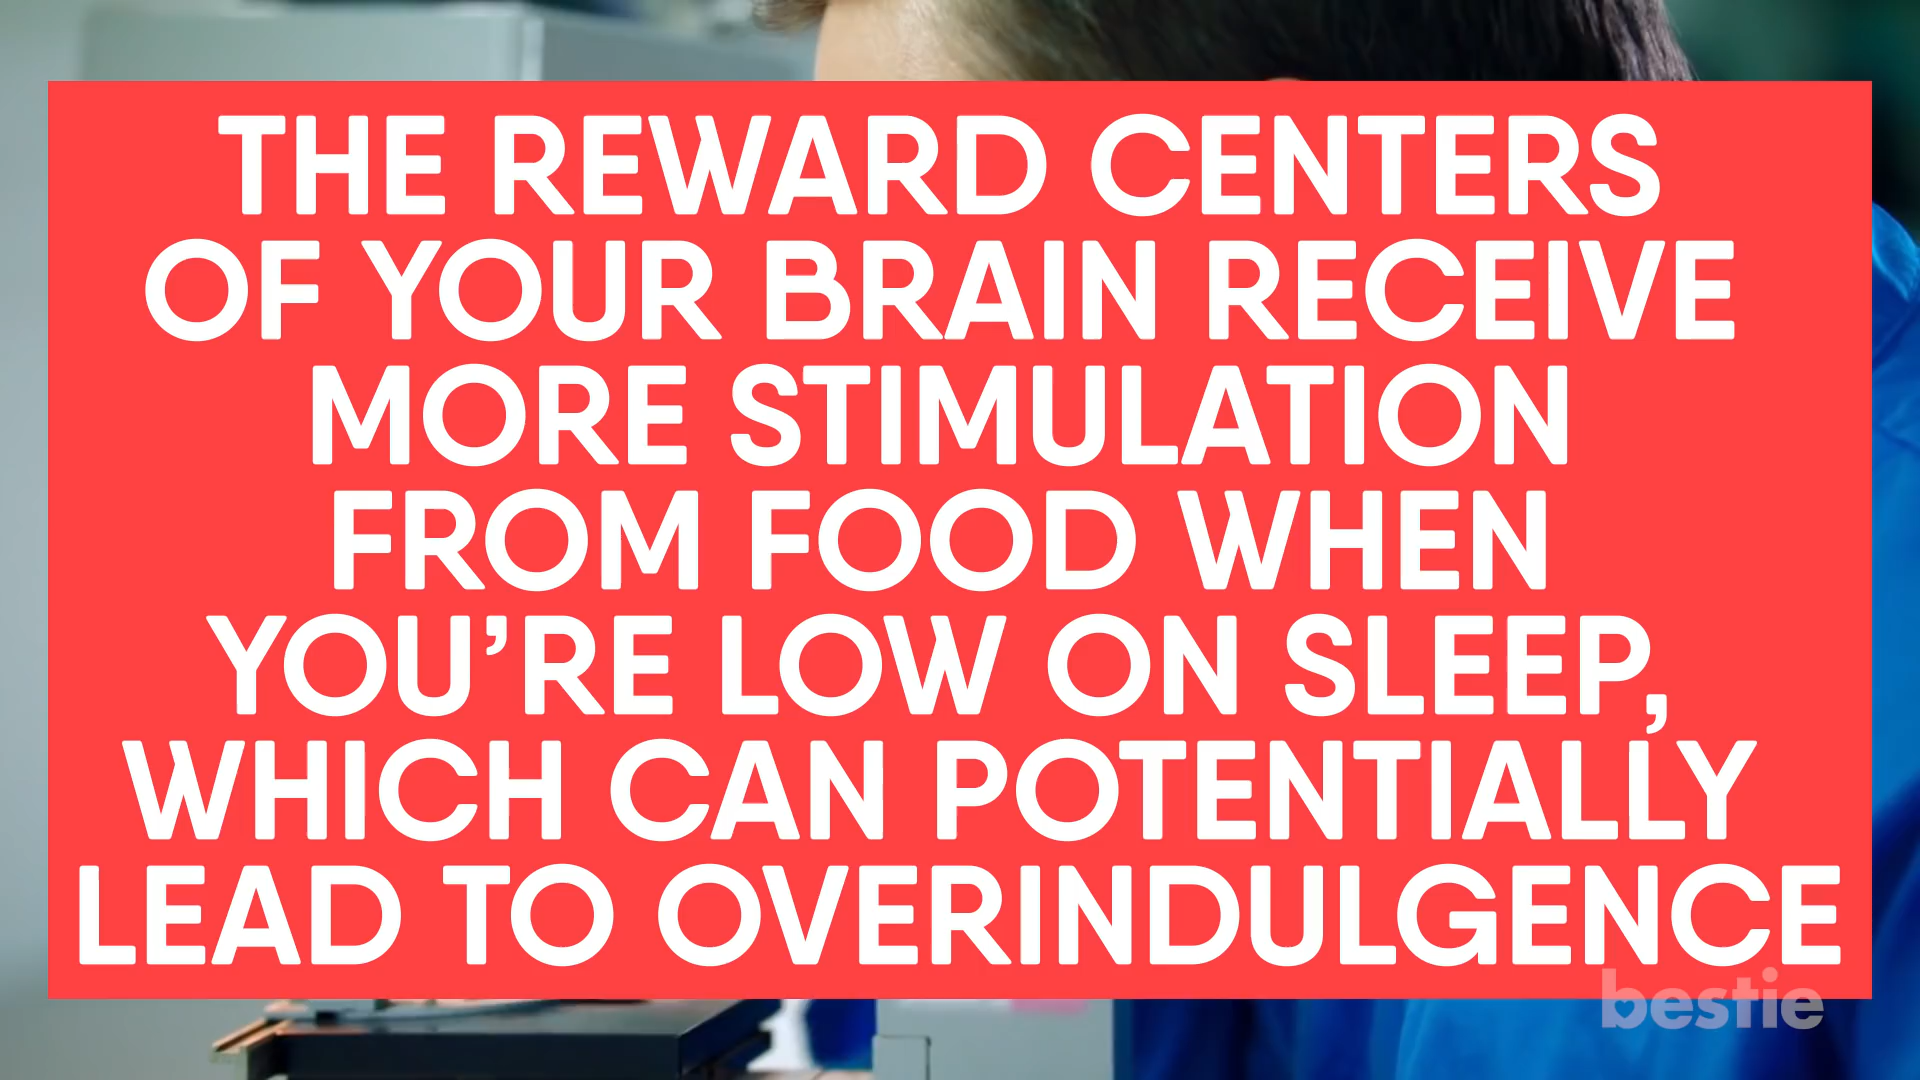 THE REWARD CENTERS
OF YOUR BRAIN RECEIVE
MORE STIMULATION
FROM FOOD WHEN
YOU’RE LOW ON SLEEP,
WHICH CAN POTENTIALLY
LEAD TO OVERINDULGENCE
bestie